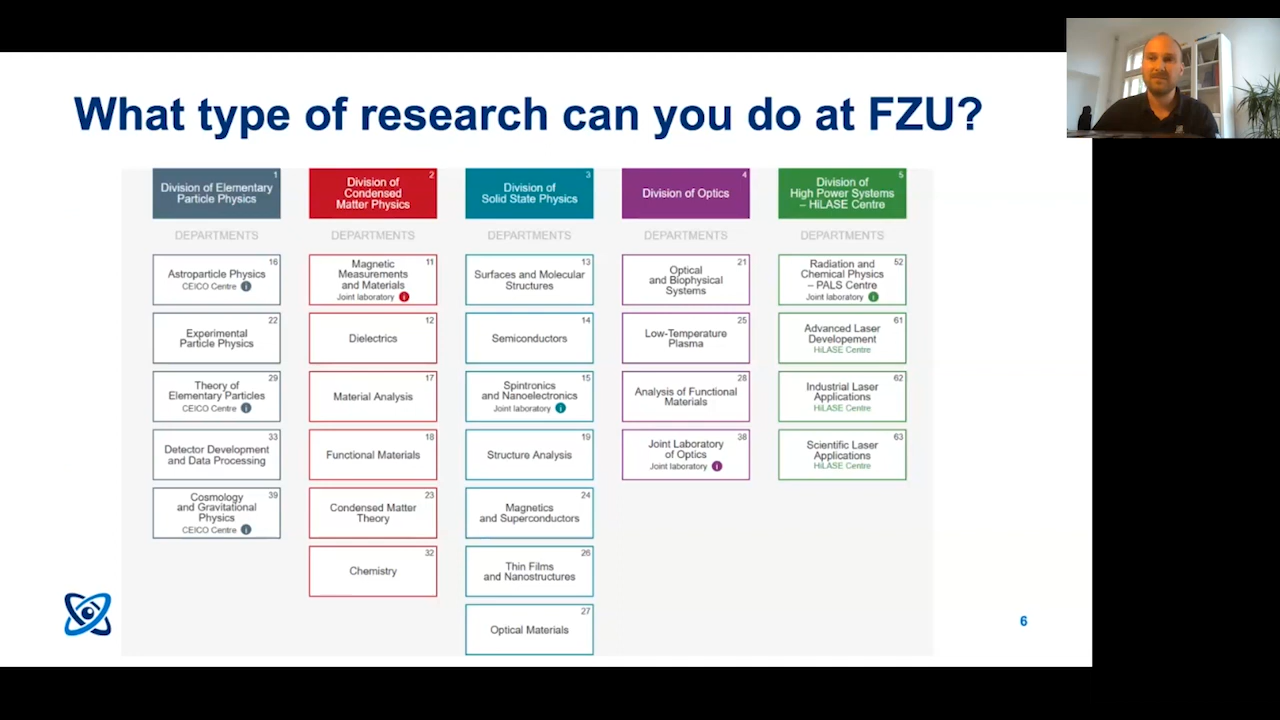 What type of research can you do at FZU?
1
Division of Elementary
Particle Physics
DEPARTMENTS
16
Astroparticle Physics
CEICO Centre i
22
Experimental
Particle Physics
29
Theory of
Elementary Particles
CEICO Centre i
33
Detector Development
and Data Processing
39
Cosmology
and Gravitational
Physics
CEICO Centre i
2
Division of
Condensed
Matter Physics
DEPARTMENTS
11
Magnetic
Measurements
and Materials
Joint laboratory i
12
Dielectrics
17
Material Analysis
18
Functional Materials
23
Condensed Matter
Theory
32
Chemistry
3
Division of
Solid State Physics
DEPARTMENTS
13
Surfaces and Molecular
Structures
14
Semiconductors
15
Spintronics
and Nanoelectronics
Joint laboratory i
19
Structure Analysis
24
Magnetics
and Superconductors
26
Thin Films
and Nanostructures
27
Optical Materials
4
Division of Optics
DEPARTMENTS
21
Optical
and Biophysical
Systems
25
Low-Temperature
Plasma
28
Analysis of Functional
Materials
38
Joint Laboratory
of Optics
Joint laboratory i
5
Division of
High Power Systems
– HiLASE Centre
DEPARTMENTS
52
Radiation and
Chemical Physics
– PALS Centre
Joint laboratory i
61
Advanced Laser
Developement
HiLASE Centre
62
Industrial Laser
Applications
HiLASE Centre
63
Scientific Laser
Applications
HiLASE Centre
6